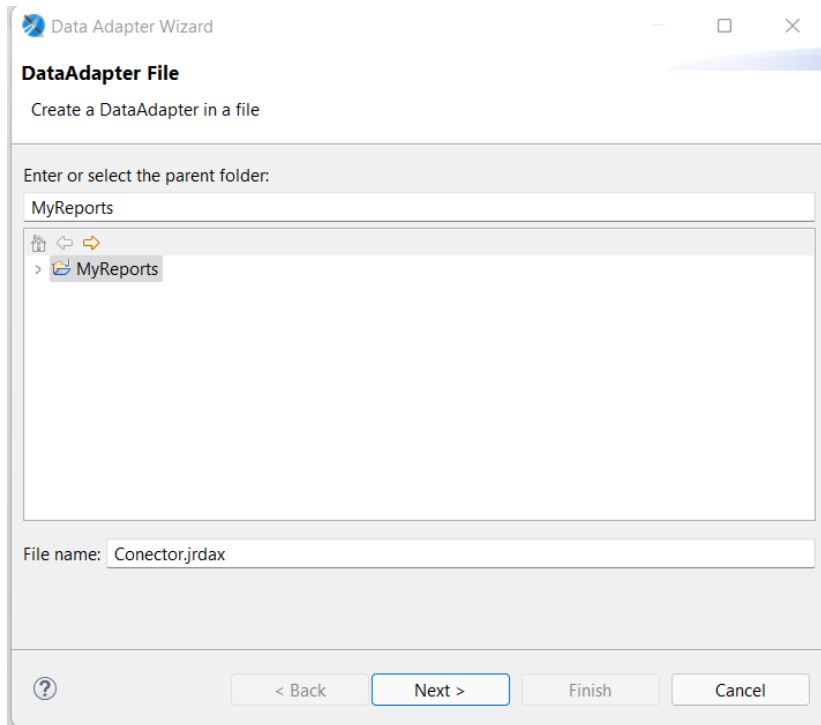 Data Adapter Wizard
DataAdapter File
Create a DataAdapter in a file
Enter or select the parent folder:
MyReports
MyReports
File name: Conector.jrdax
< Back Next > Finish Cancel